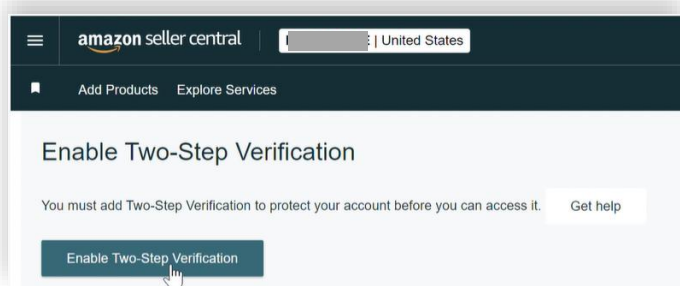 amazon seller central
| United States
Add Products Explore Services
Enable Two-Step Verification
You must add Two-Step Verification to protect your account before you can access it. Get help
Enable Two-Step Verification